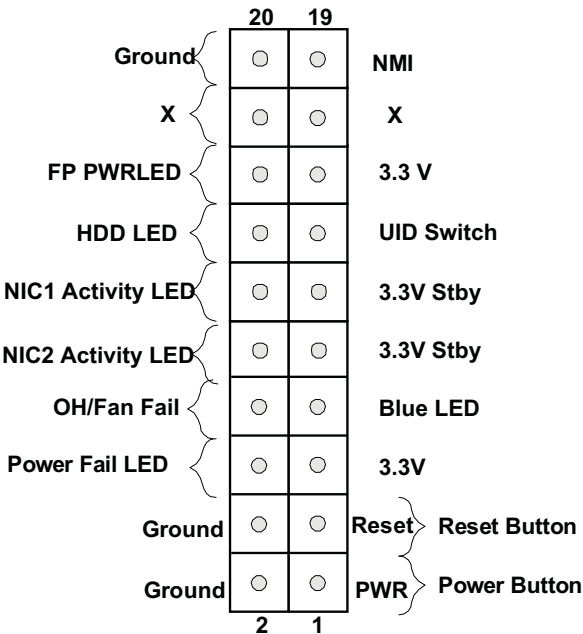 20 19
Ground NMI
X X
FP PWRLED 3.3 V
HDD LED UID Switch
NIC1 Activity LED 3.3V Stby
NIC2 Activity LED 3.3V Stby
OH/Fan Fail Blue LED
Power Fail LED 3.3V
Ground Reset Reset Button
Ground PWR Power Button
2 1